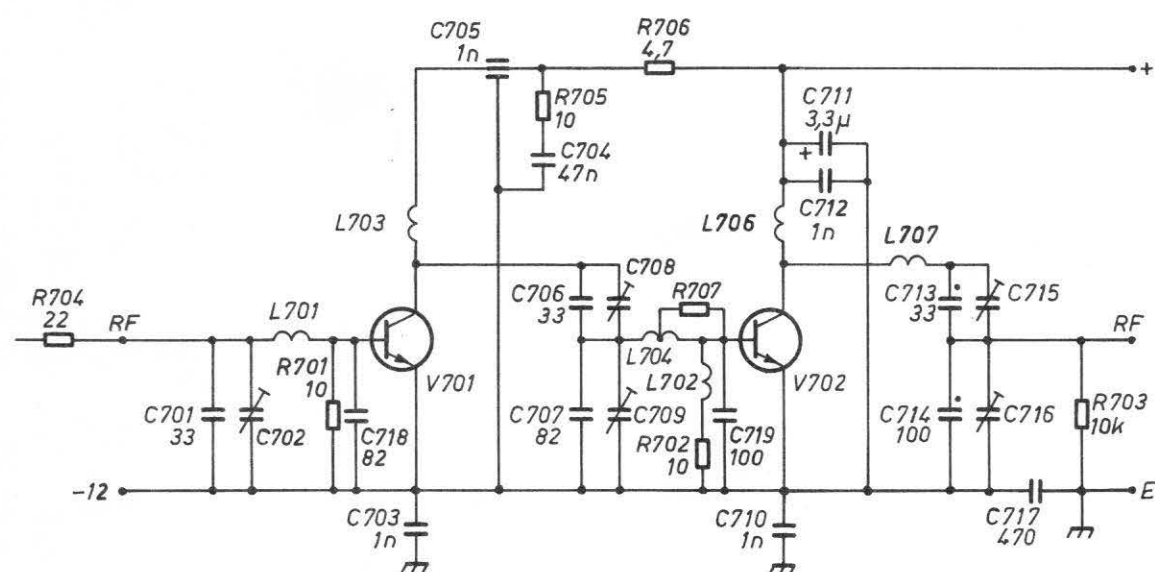 C705
1n
R706
4,7
+
R705
10
C704
47n
C711
3,3µ
+
C712
1n
L703
L706
L707
R704
22
RF
L701
C706
33
C708
R707
C713
33
C715
RF
R701
10
V701
L704
L702
V702
C701
33
C702
C718
82
C707
82
C709
R702
10
C719
100
C714
100
C716
R703
10k
-12
E
C703
1n
C710
1n
C717
470